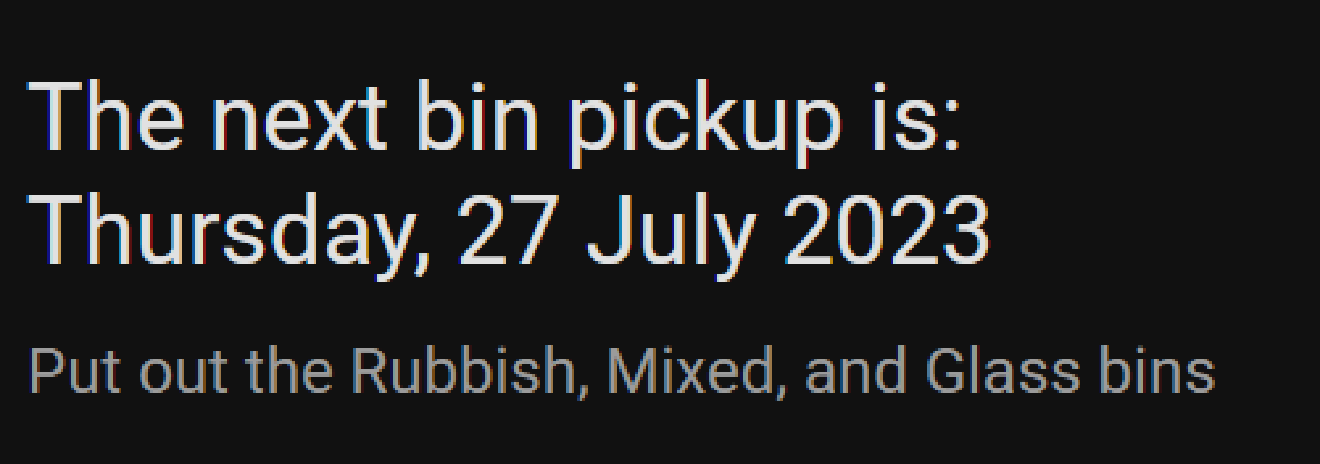 The next bin pickup is:
Thursday, 27 July 2023
Put out the Rubbish, Mixed, and Glass bins